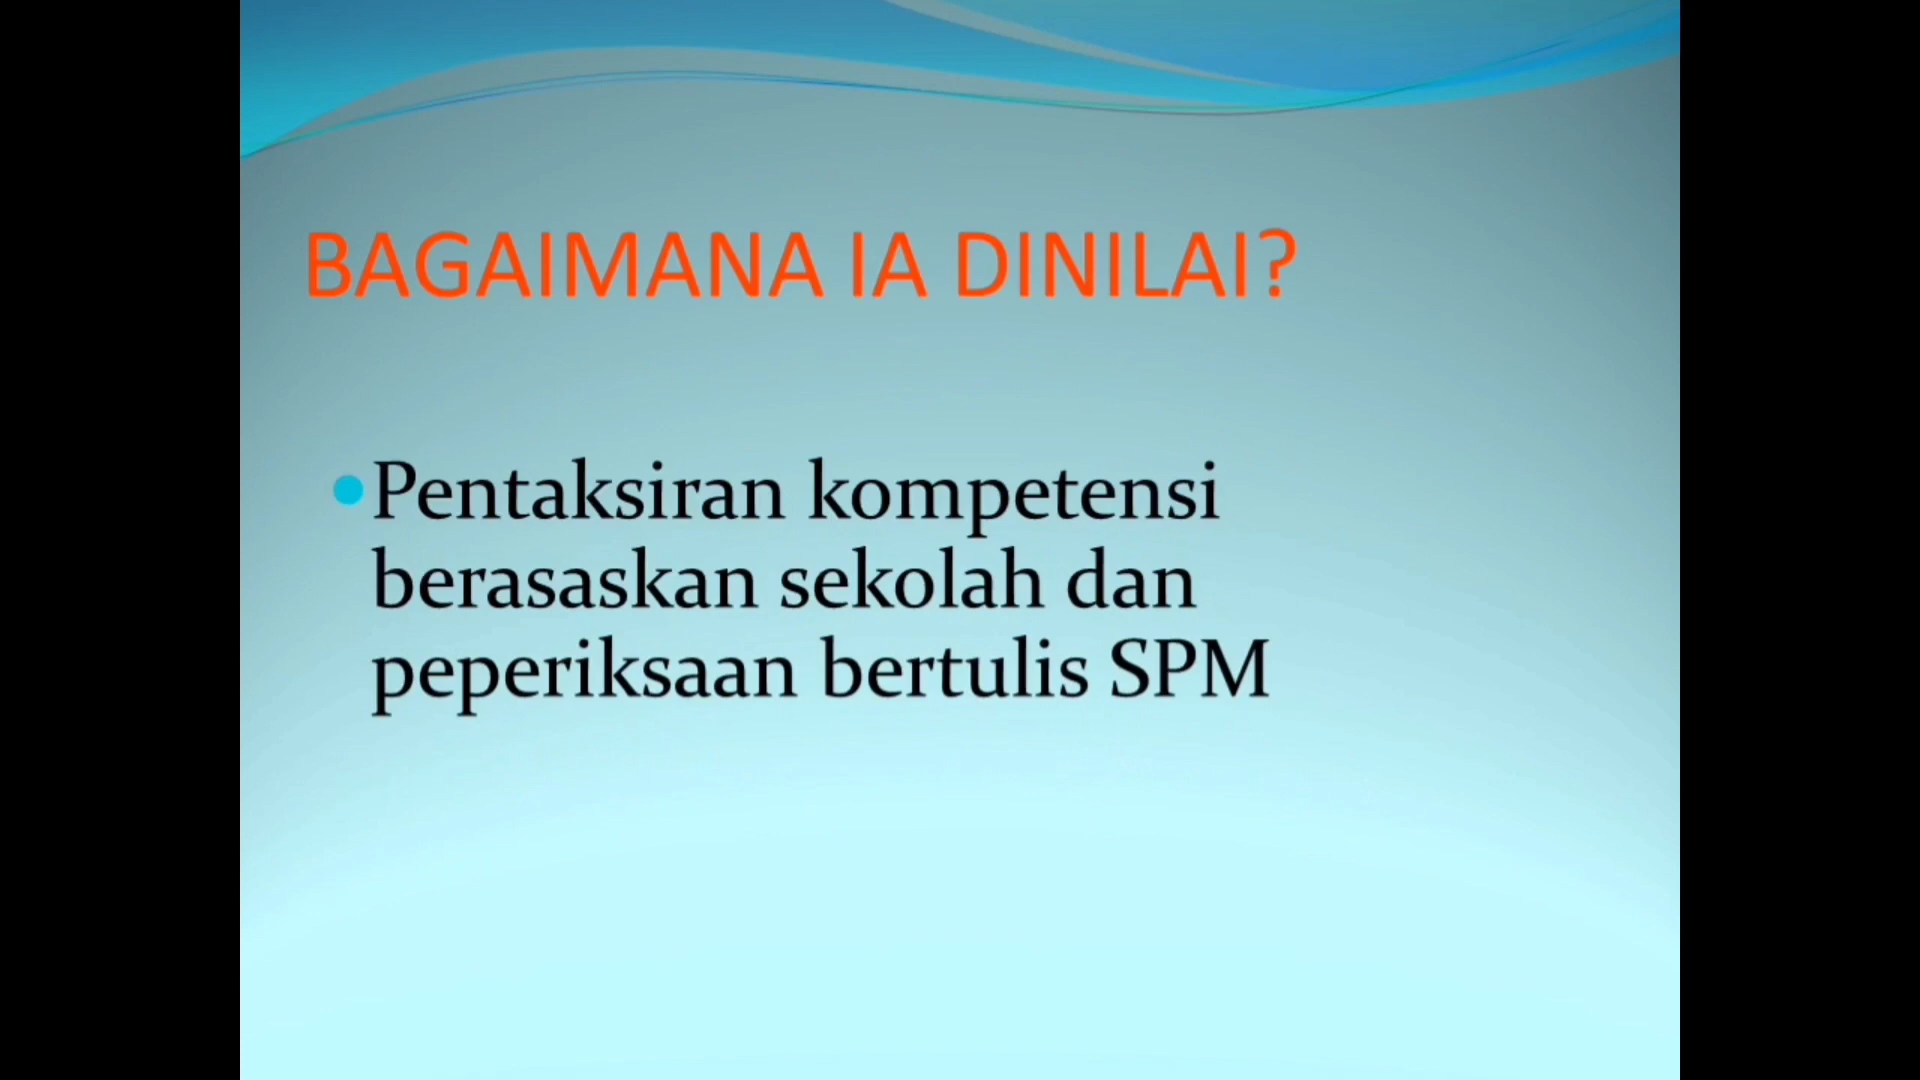 BAGAIMANA IA DINILAI?
Pentaksiran kompetensi
berasaskan sekolah dan
peperiksaan bertulis SPM